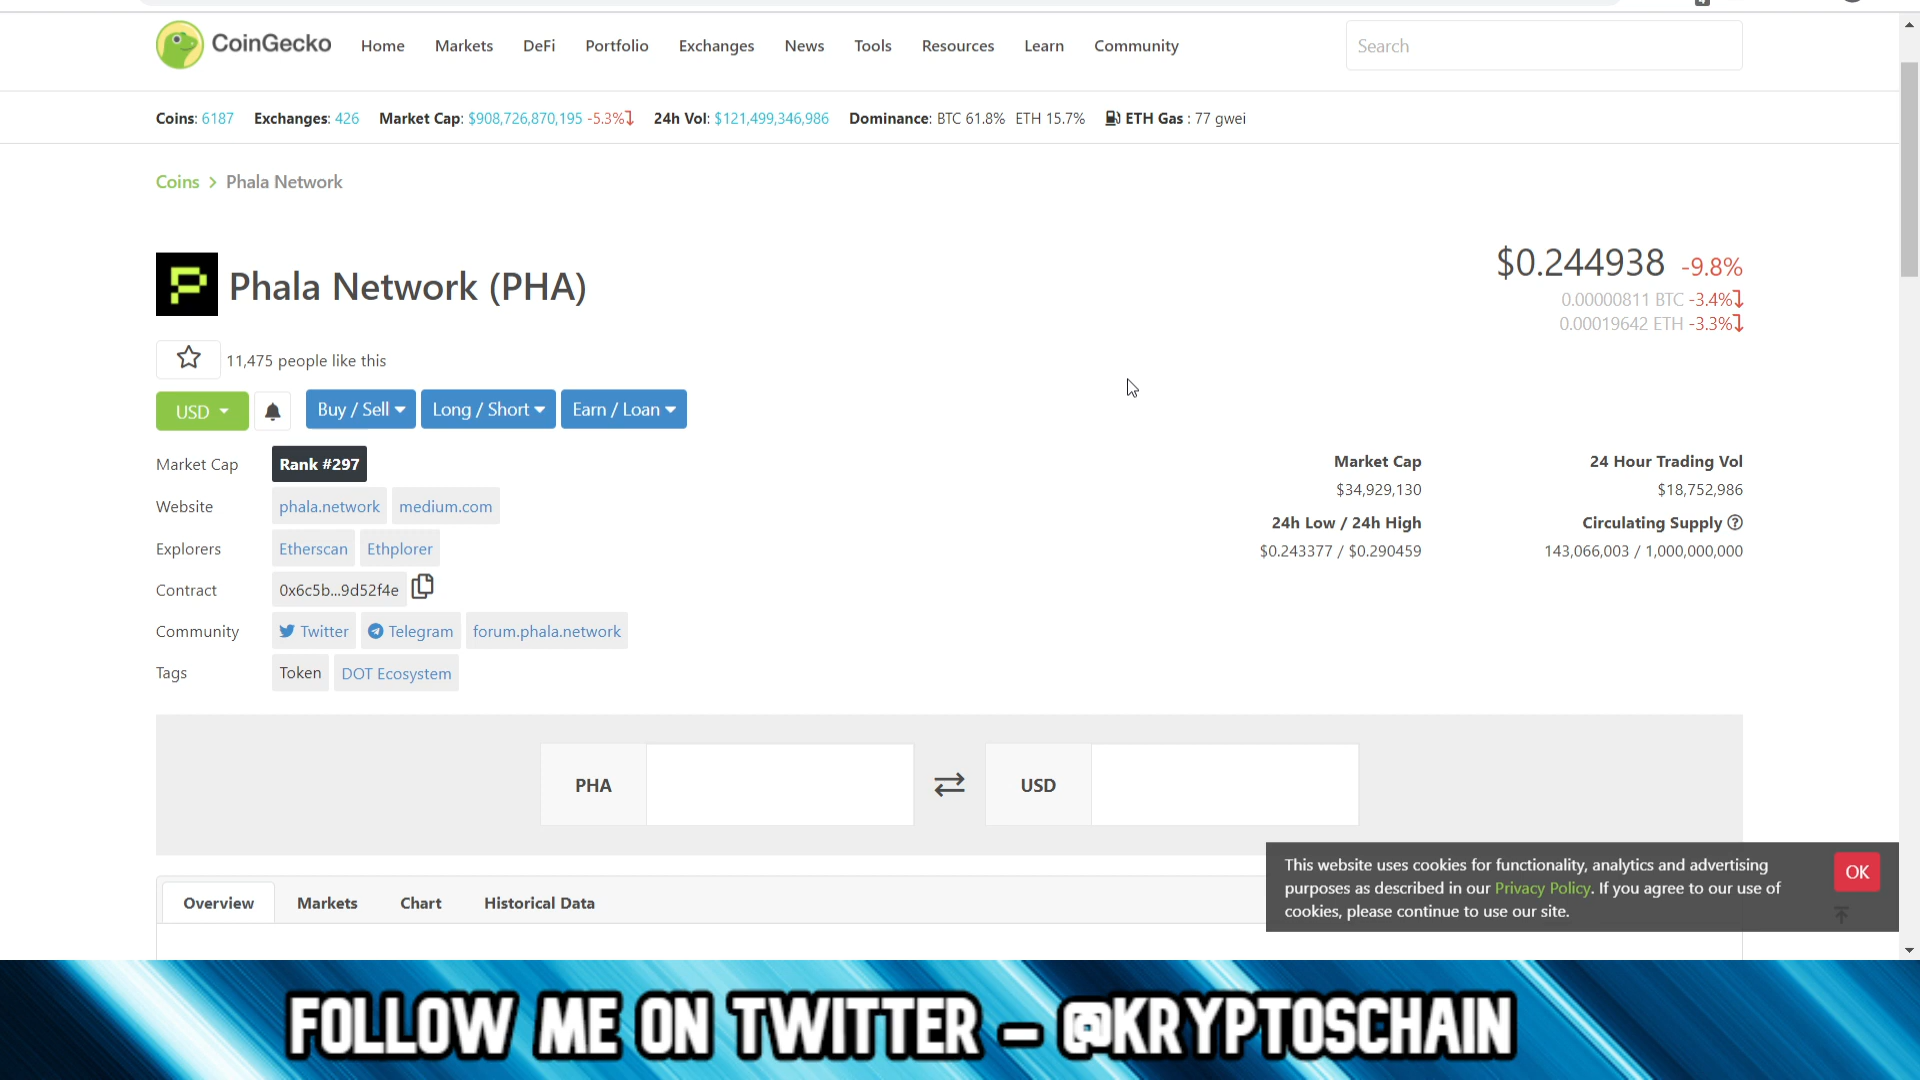 CoinGecko Home Markets DeFi Portfolio Exchanges News Tools Resources Learn Community Search
Coins: 6187 Exchanges: 426 Market Cap: $908,726,870,195 -5.3% 24h Vol: $121,499,346,986 Dominance: BTC 61.8% ETH 15.7% ETH Gas : 77 gwei
Coins > Phala Network
Phala Network (PHA)
$0.244938 -9.8%
0.00000811 BTC -3.4%
0.00019642 ETH -3.3%
11,475 people like this
USD Buy / Sell Long / Short Earn / Loan
Market Cap Rank #297
Website phala.network medium.com
Explorers Etherscan Ethplorer
Contract 0x6c5b...9d52f4e
Community Twitter Telegram forum.phala.network
Tags Token DOT Ecosystem
Market Cap 24 Hour Trading Vol
$34,929,130 $18,752,986
24h Low / 24h High Circulating Supply
$0.243377 / $0.290459 143,066,003 / 1,000,000,000
PHA USD
Overview Markets Chart Historical Data
This website uses cookies for functionality, analytics and advertising
purposes as described in our Privacy Policy. If you agree to our use of
cookies, please continue to use our site.
OK
FOLLOW ME ON TWITTER – @KRYPTOSCHAIN